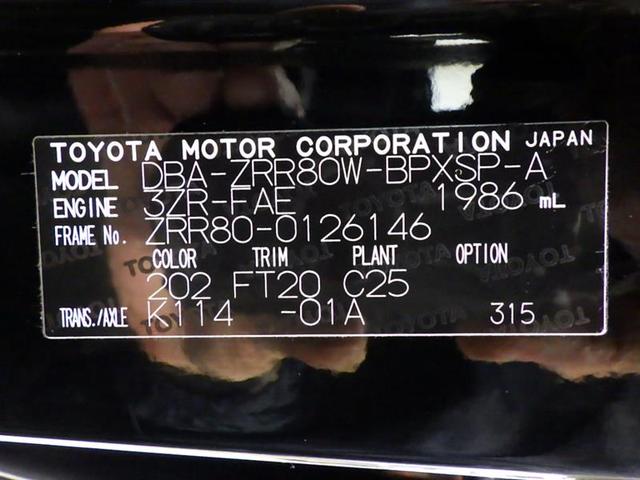 TOYOTA MOTOR CORPORATION JAPAN
MODEL DBA-ZRR80W-BPXSP-A
ENGINE 3ZR-FAE 1986 mL
FRAME No. ZRR80-0126146
COLOR TRIM PLANT OPTION
202 FT20 C25
TRANS./AXLE K114 -01A 315